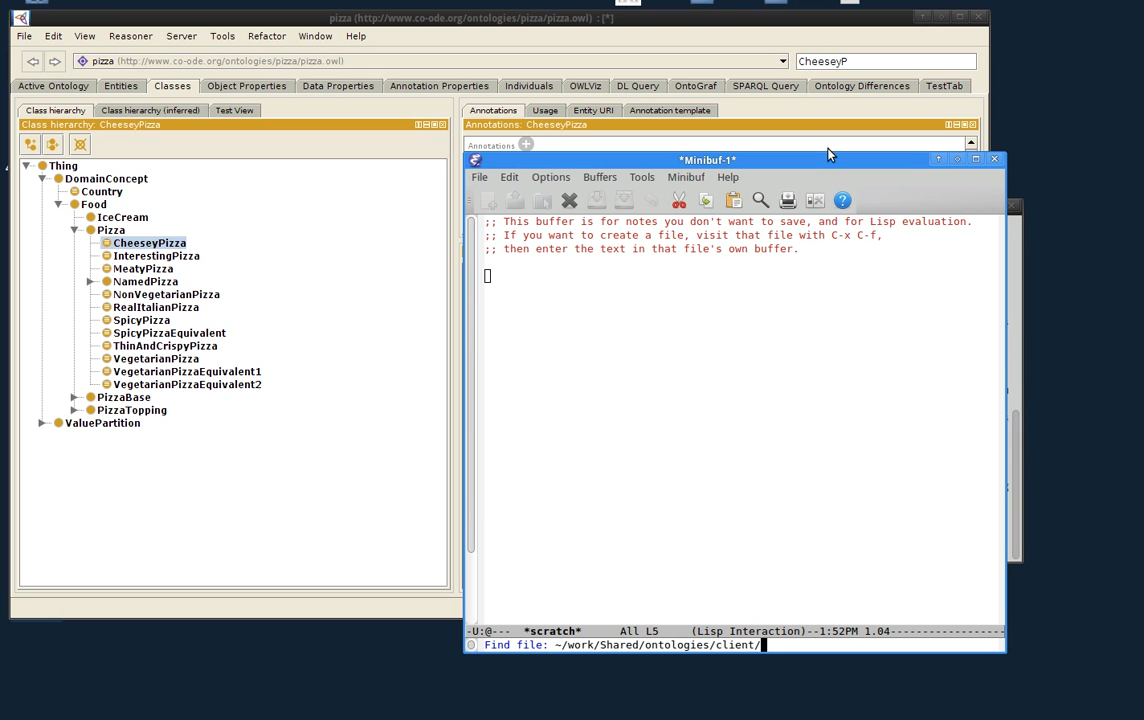 pizza (http://www.co-ode.org/ontologies/pizza/pizza.owl) : [*]
File Edit View Reasoner Server Tools Refactor Window Help
pizza (http://www.co-ode.org/ontologies/pizza/pizza.owl) CheeseyP
Active Ontology Entities Classes Object Properties Data Properties Annotation Properties Individuals OWLViz DL Query OntoGraf SPARQL Query Ontology Differences TestTab
Class hierarchy Class hierarchy (inferred) Test View
Class hierarchy: CheeseyPizza
Thing
DomainConcept
Country
Food
IceCream
Pizza
CheeseyPizza
InterestingPizza
MeatyPizza
NamedPizza
NonVegetarianPizza
RealItalianPizza
SpicyPizza
SpicyPizzaEquivalent
ThinAndCrispyPizza
VegetarianPizza
VegetarianPizzaEquivalent1
VegetarianPizzaEquivalent2
PizzaBase
PizzaTopping
ValuePartition
Annotations Usage Entity URI Annotation template
Annotations: CheeseyPizza
Annotations
*Minibuf-1*
File Edit Options Buffers Tools Minibuf Help
;; This buffer is for notes you don't want to save, and for Lisp evaluation.
;; If you want to create a file, visit that file with C-x C-f,
;; then enter the text in that file's own buffer.
-U:@--- *scratch* All L5 (Lisp Interaction)--1:52PM 1.04------------------
Find file: ~/work/Shared/ontologies/client/